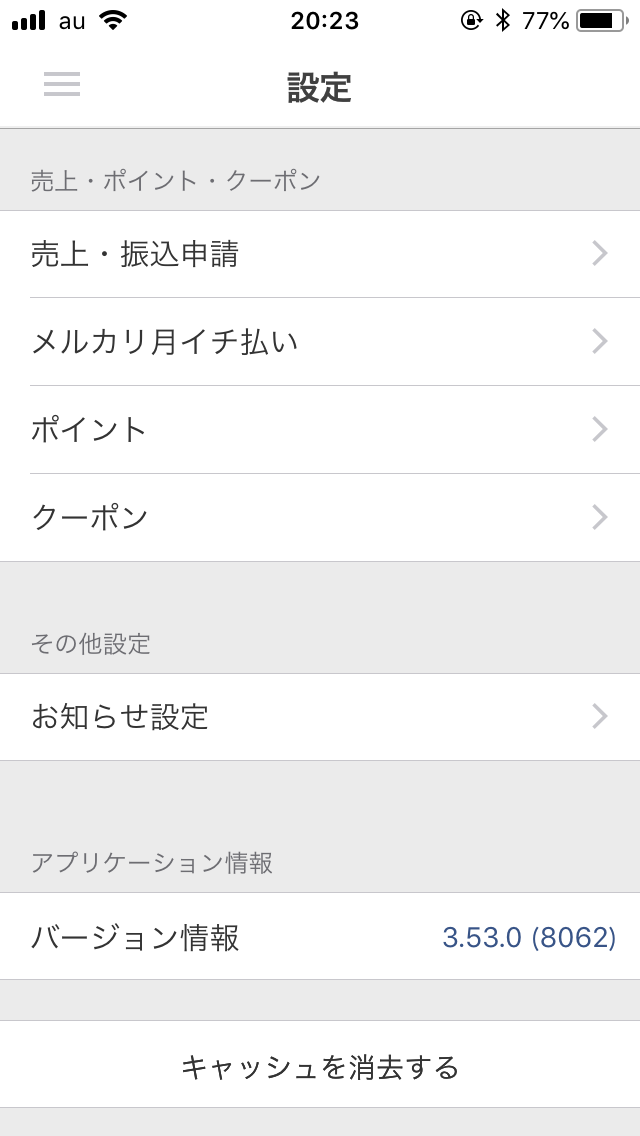 au 20:23 77%
設定
売上・ポイント・クーポン
売上・振込申請
メルカリ月イチ払い
ポイント
クーポン
その他設定
お知らせ設定
アプリケーション情報
バージョン情報 3.53.0 (8062)
キャッシュを消去する